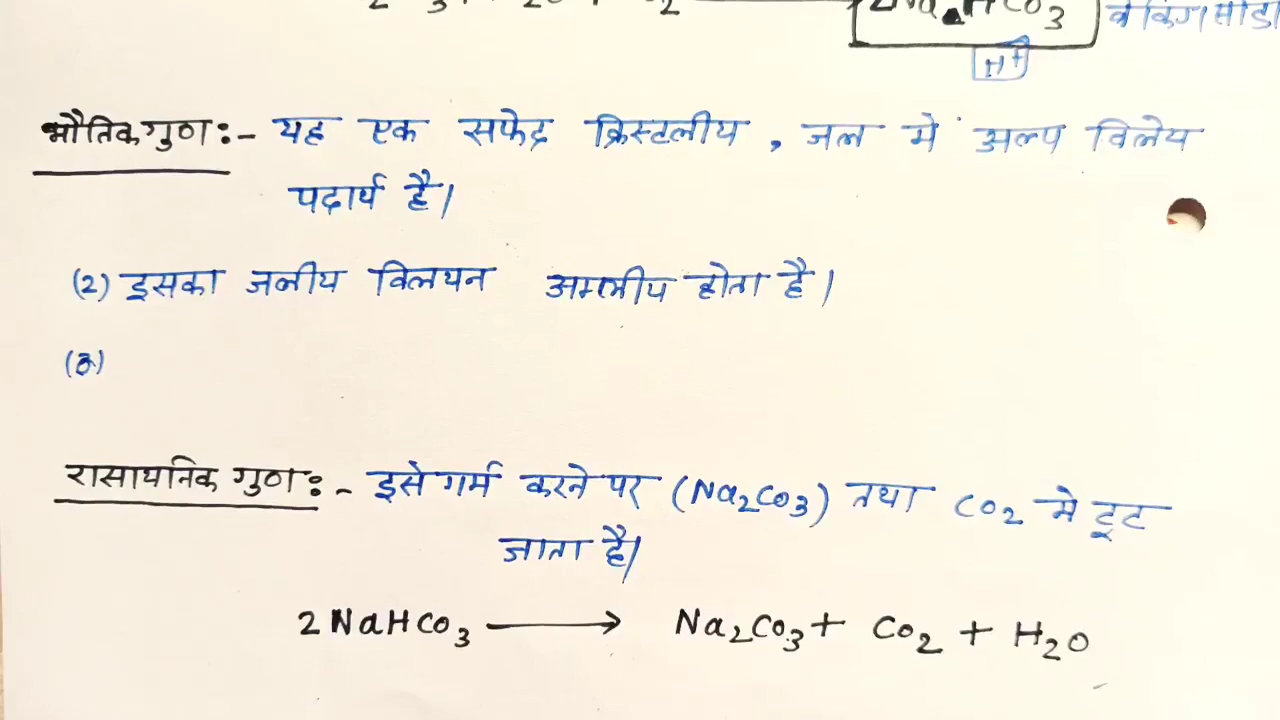 HCO3 बेकिंग सोडा
H+
भौतिक गुण :- यह एक सफेद क्रिस्टलीय , जल में अल्प विलेय
पदार्थ है।
(2) इसका जलीय विलयन अम्लीय होता है।
(3)
रासायनिक गुण :- इसे गर्म करने पर (Na2CO3) तथा CO2 मे टूट
जाता है।
2NaHCO3 ⟶ Na2CO3 + CO2 + H2O